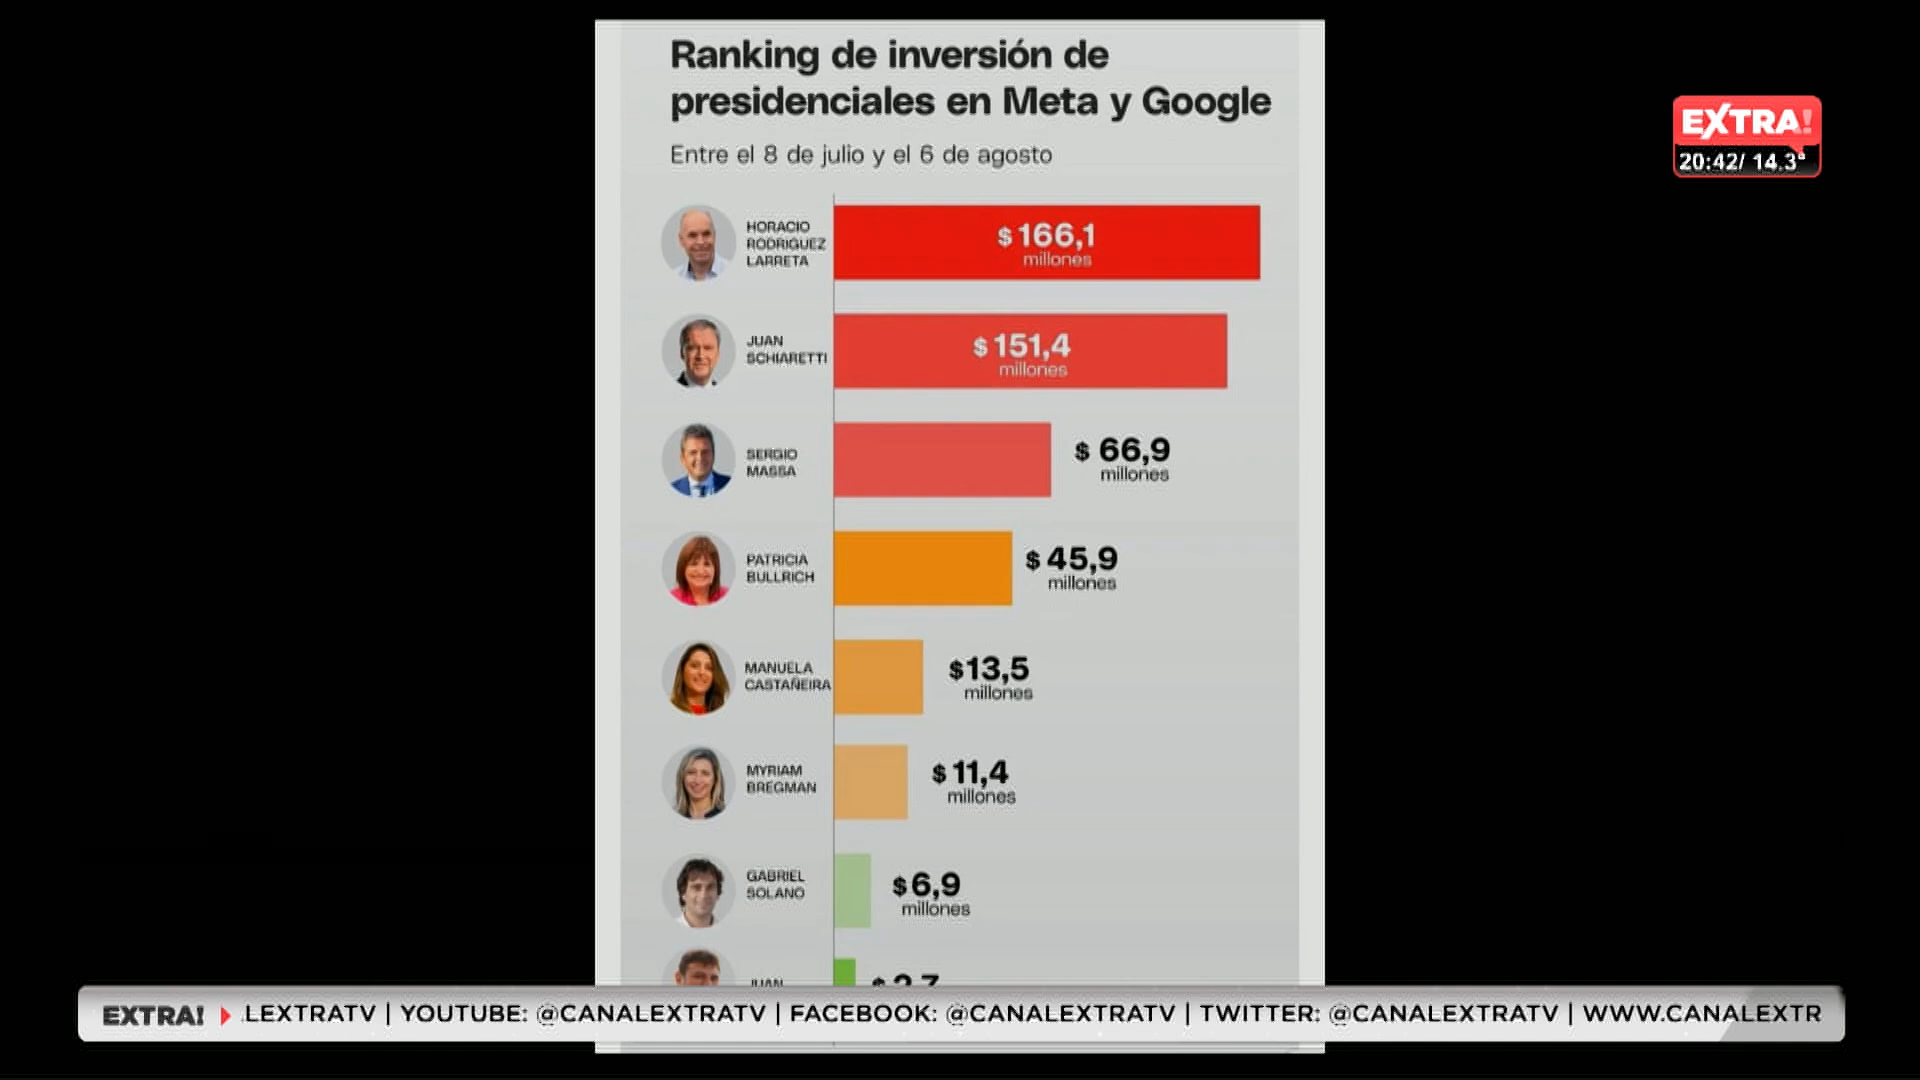 Ranking de inversión de
presidenciales en Meta y Google
Entre el 8 de julio y el 6 de agosto
EXTRA!
20:42/ 14.3°
HORACIO
RODRIGUEZ
LARRETA
$ 166,1
millones
JUAN
SCHIARETTI
$ 151,4
millones
SERGIO
MASSA
$ 66,9
millones
PATRICIA
BULLRICH
$ 45,9
millones
MANUELA
CASTAÑEIRA
$13,5
millones
MYRIAM
BREGMAN
$ 11,4
millones
GABRIEL
SOLANO
$ 6,9
millones
JUAN
EXTRA! LEXTRATV | YOUTUBE: @CANALEXTRATV | FACEBOOK: @CANALEXTRATV | TWITTER: @CANALEXTRATV | WWW.CANALEXTR